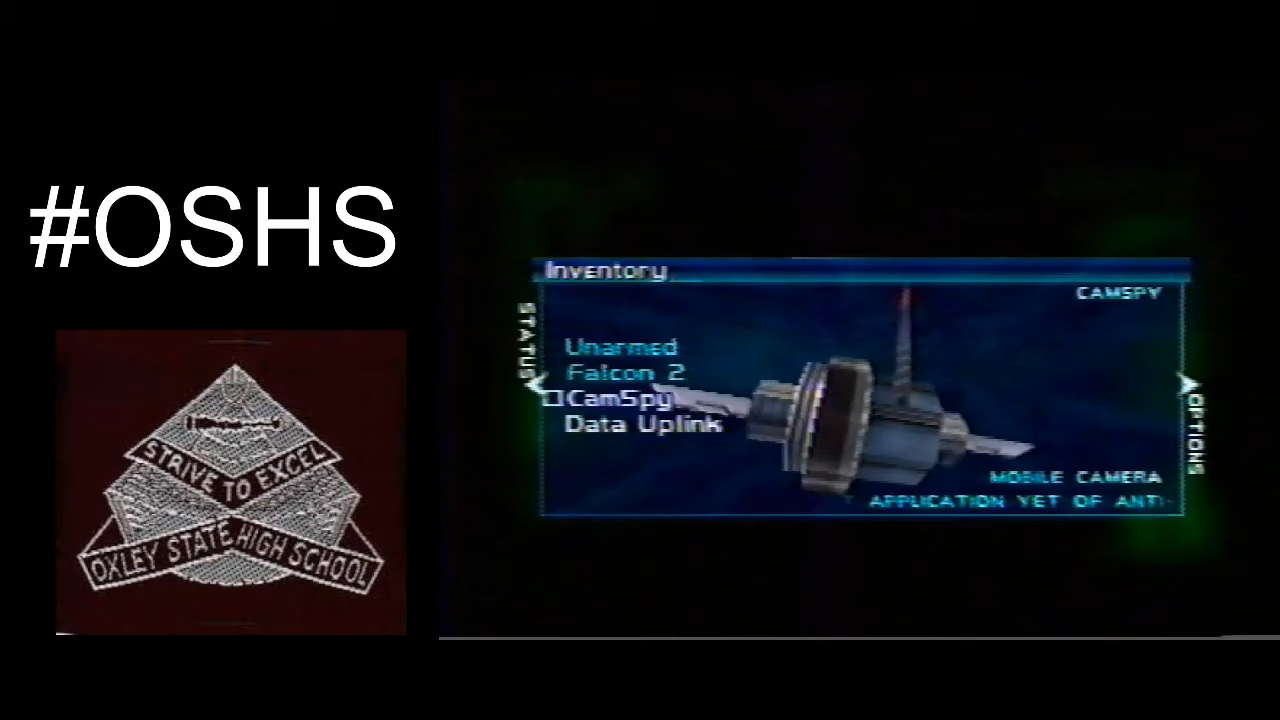 #OSHS
STRIVE TO EXCEL
OXLEY STATE HIGH SCHOOL
Inventory
CAMSPY
STATUS
Unarmed
Falcon 2
CamSpy
Data Uplink
OPTIONS
MOBILE CAMERA
APPLICATION YET OF ANTI